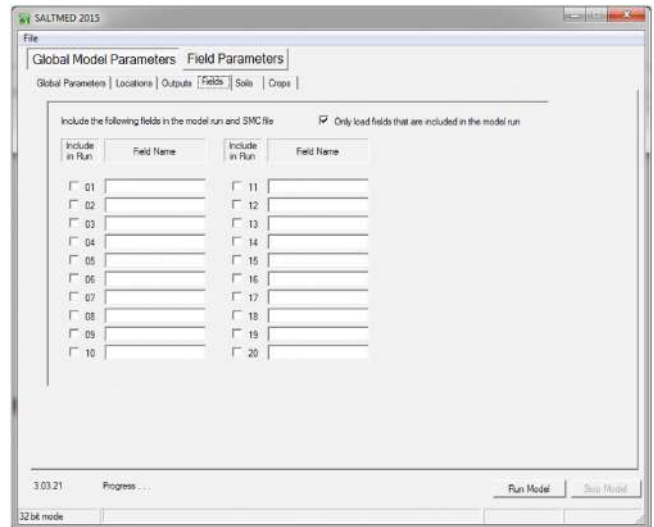 SALTMED 2015
File
Global Model Parameters Field Parameters
Global Parameters Locations Outputs Fields Soils Crops
Include the following fields in the model run and SMC file Only load fields that are included in the model run
Include in Run Field Name Include in Run Field Name
01 11
02 12
03 13
04 14
05 15
06 16
07 17
08 18
09 19
10 20
3.03.21 Progress . . . Run Model Stop Model
32 bit mode